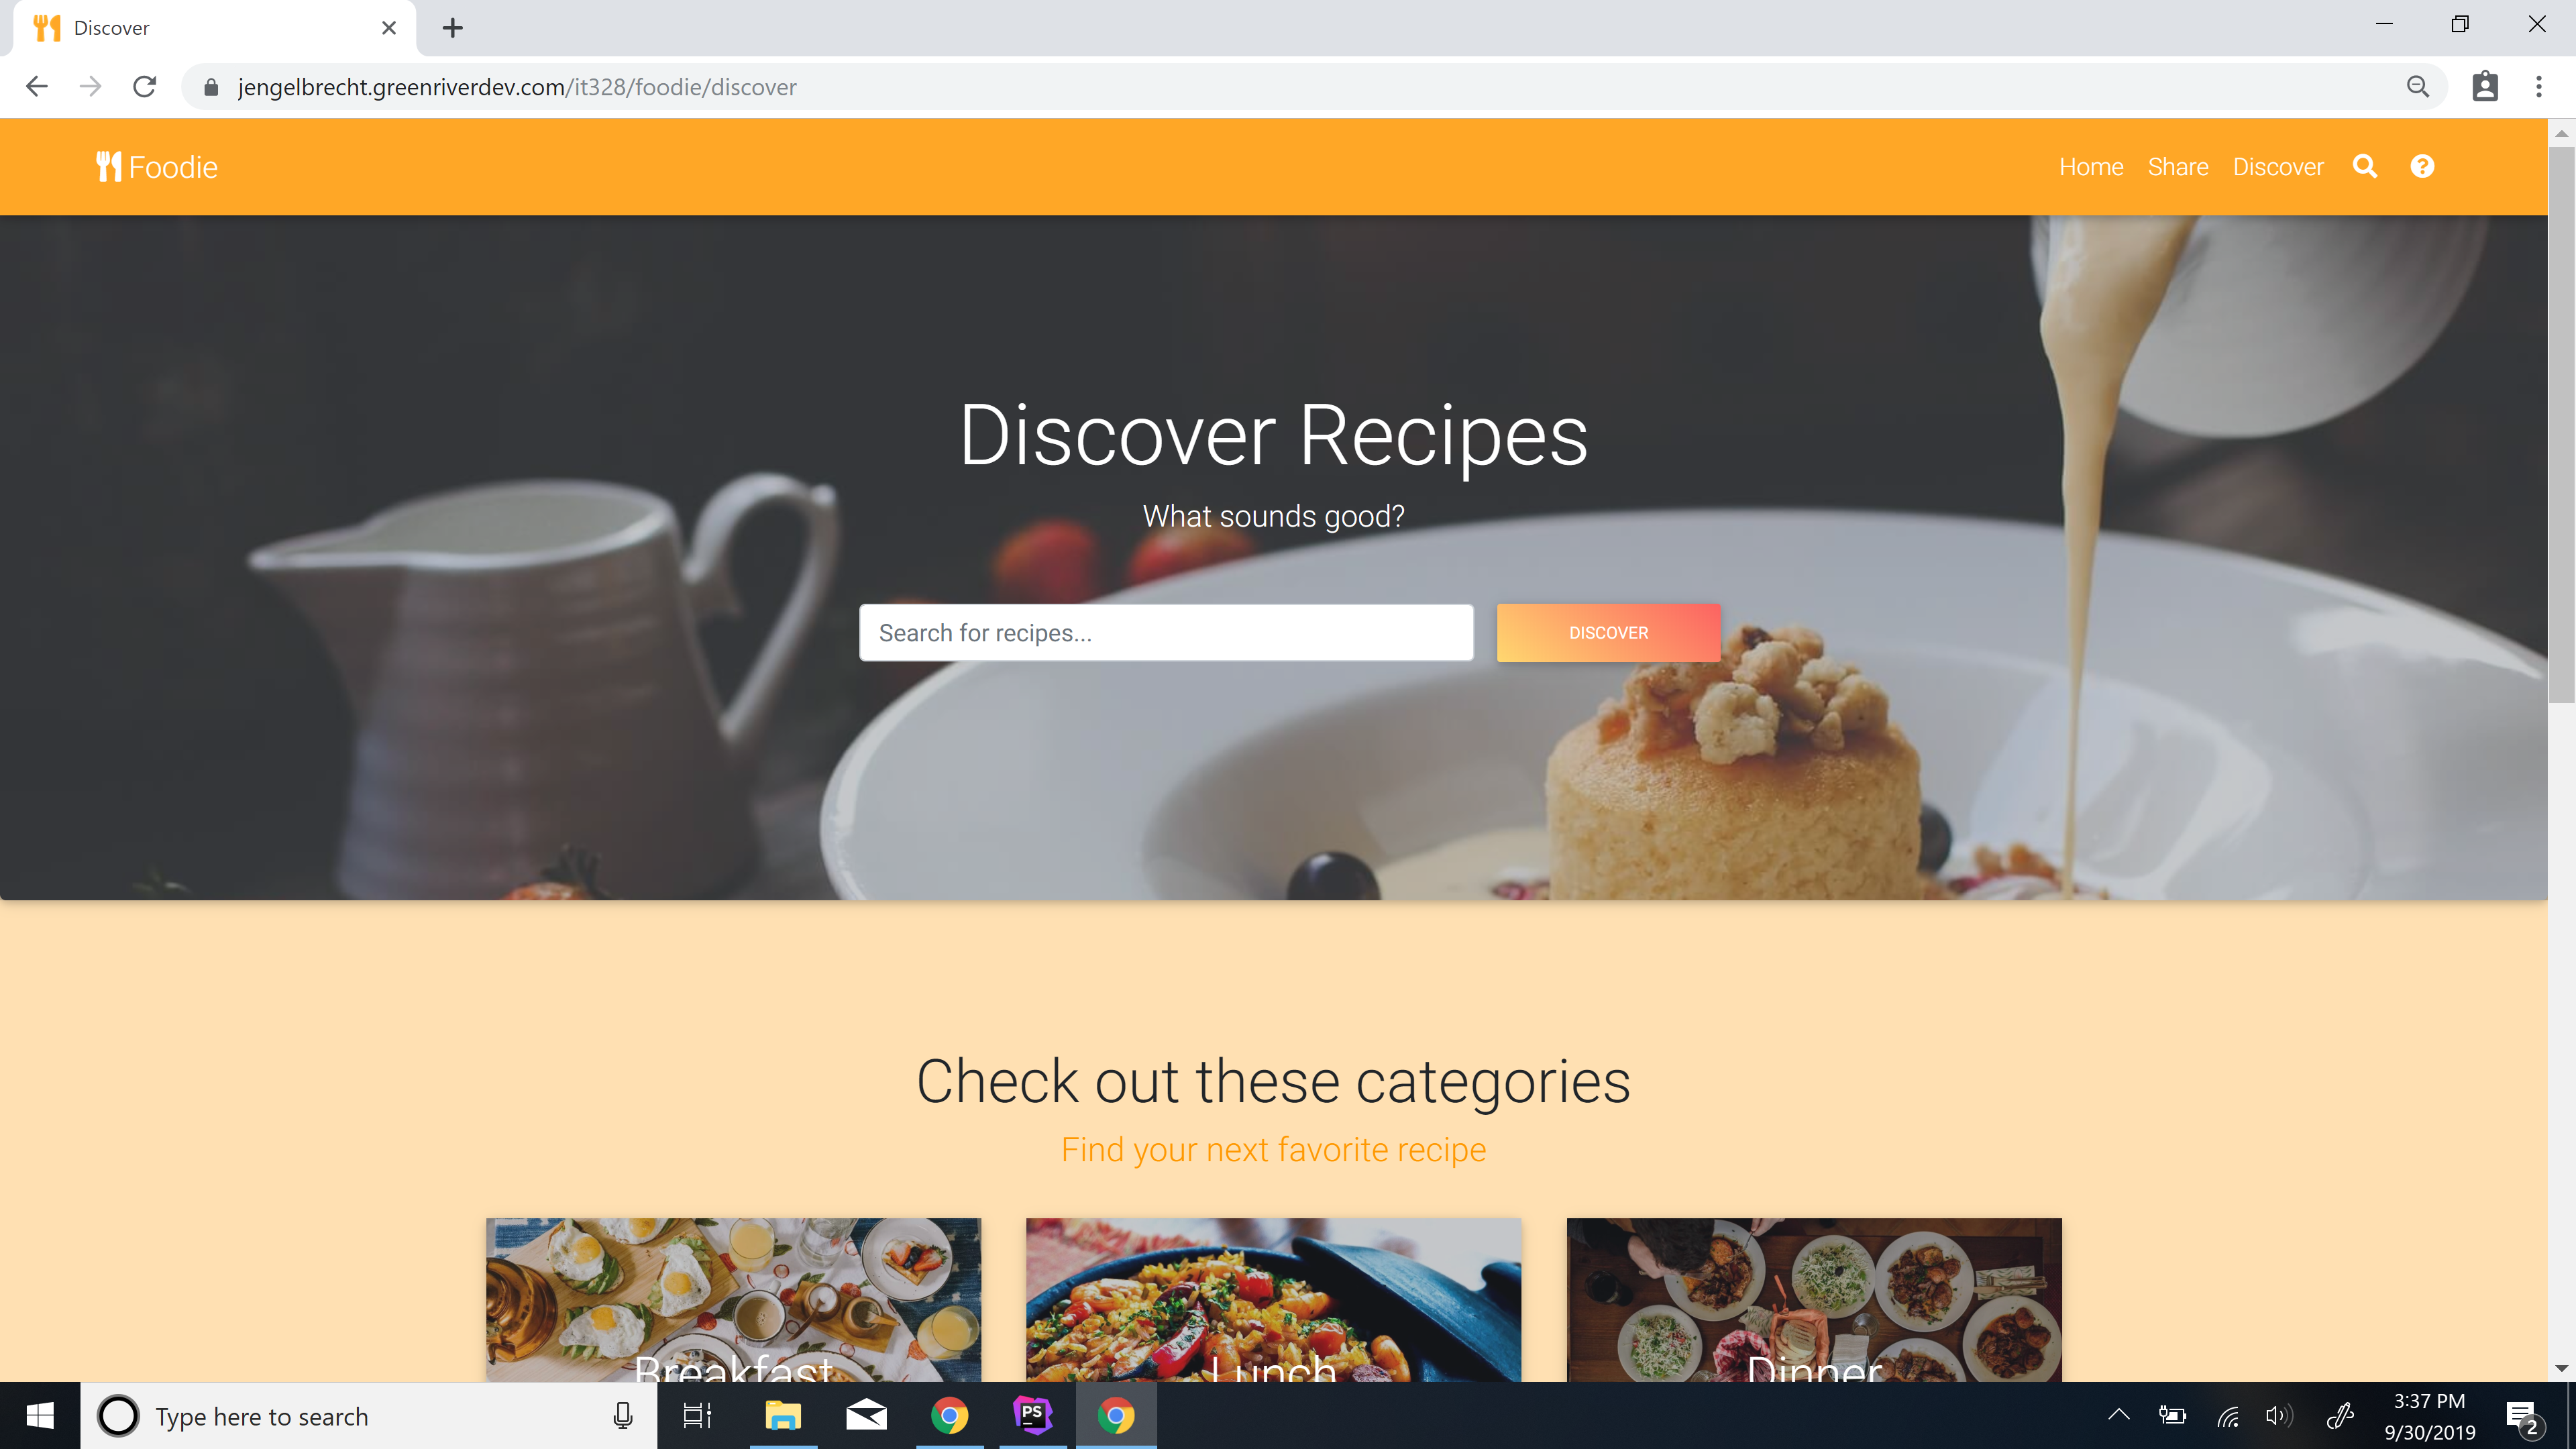 Discover
jengelbrecht.greenriverdev.com/it328/foodie/discover
Foodie
Home Share Discover
Discover Recipes
What sounds good?
Search for recipes...
DISCOVER
Check out these categories
Find your next favorite recipe
Breakfast Lunch Dinner
Type here to search
PS
3:37 PM
9/30/2019
2